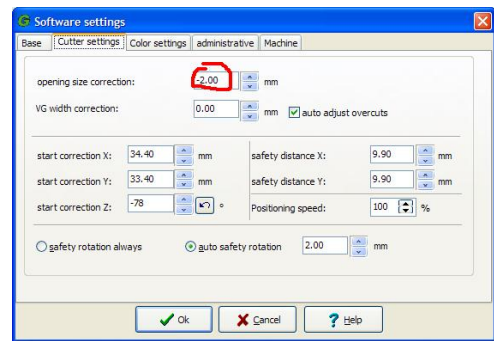 Software settings
Base Cutter settings Color settings administrative Machine
opening size correction: -2.00 mm
VG width correction: 0.00 mm auto adjust overcuts
start correction X: 34.40 mm safety distance X: 9.90 mm
start correction Y: 33.40 mm safety distance Y: 9.90 mm
start correction Z: -78 ° Positioning speed: 100 %
safety rotation always auto safety rotation 2.00 mm
Ok Cancel Help